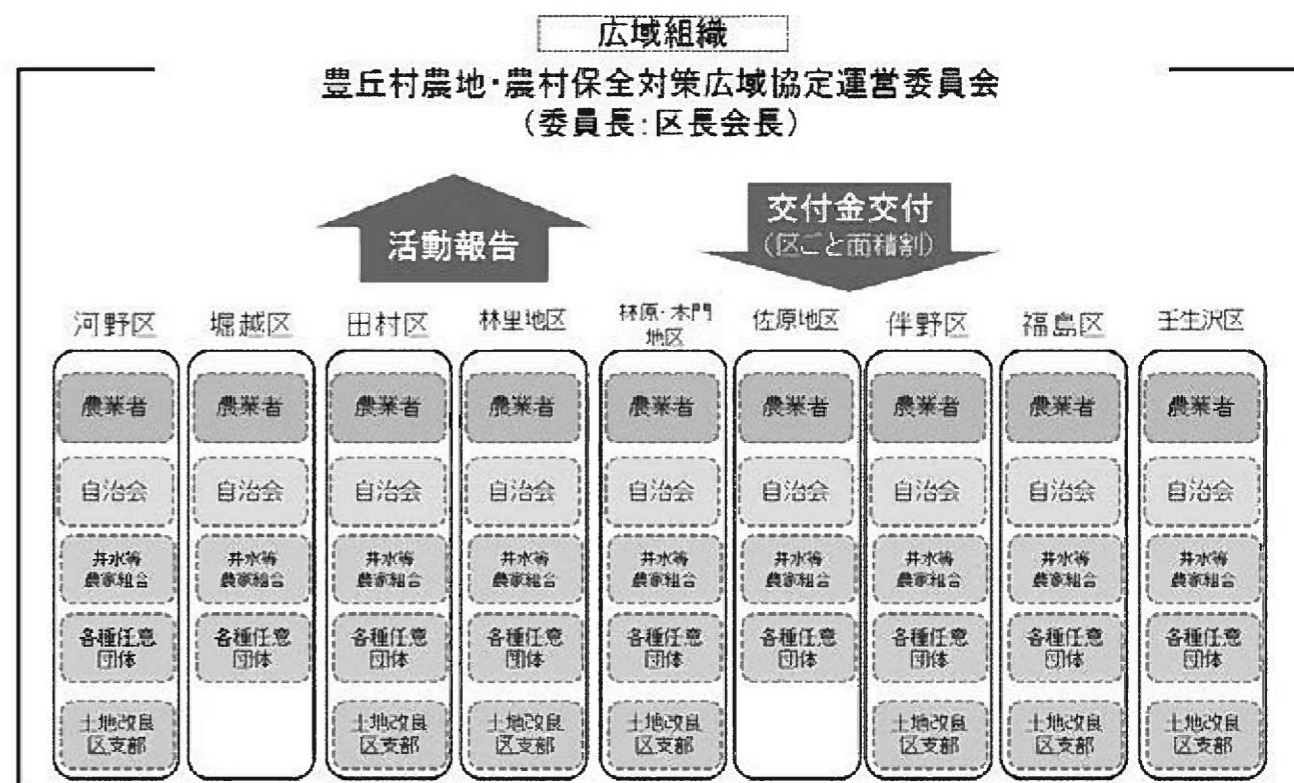 広域組織
豊丘村農地・農村保全対策広域協定運営委員会
（委員長：区長会長）
活動報告
交付金交付
（区ごと面積割）
河野区 堀越区 田村区 林里地区 林原・木門 佐原地区 伴野区 福島区 壬生沢区
地区
農業者 農業者 農業者 農業者 農業者 農業者 農業者 農業者 農業者
自治会 自治会 自治会 自治会 自治会 自治会 自治会 自治会 自治会
井水等 井水等 井水等 井水等 井水等 井水等 井水等 井水等 井水等
農家組合 農家組合 農家組合 農家組合 農家組合 農家組合 農家組合 農家組合 農家組合
各種任意 各種任意 各種任意 各種任意 各種任意 各種任意 各種任意 各種任意 各種任意
団体 団体 団体 団体 団体 団体 団体 団体 団体
土地改良 土地改良 土地改良 土地改良 土地改良 土地改良 土地改良
区支部 区支部 区支部 区支部 区支部 区支部 区支部